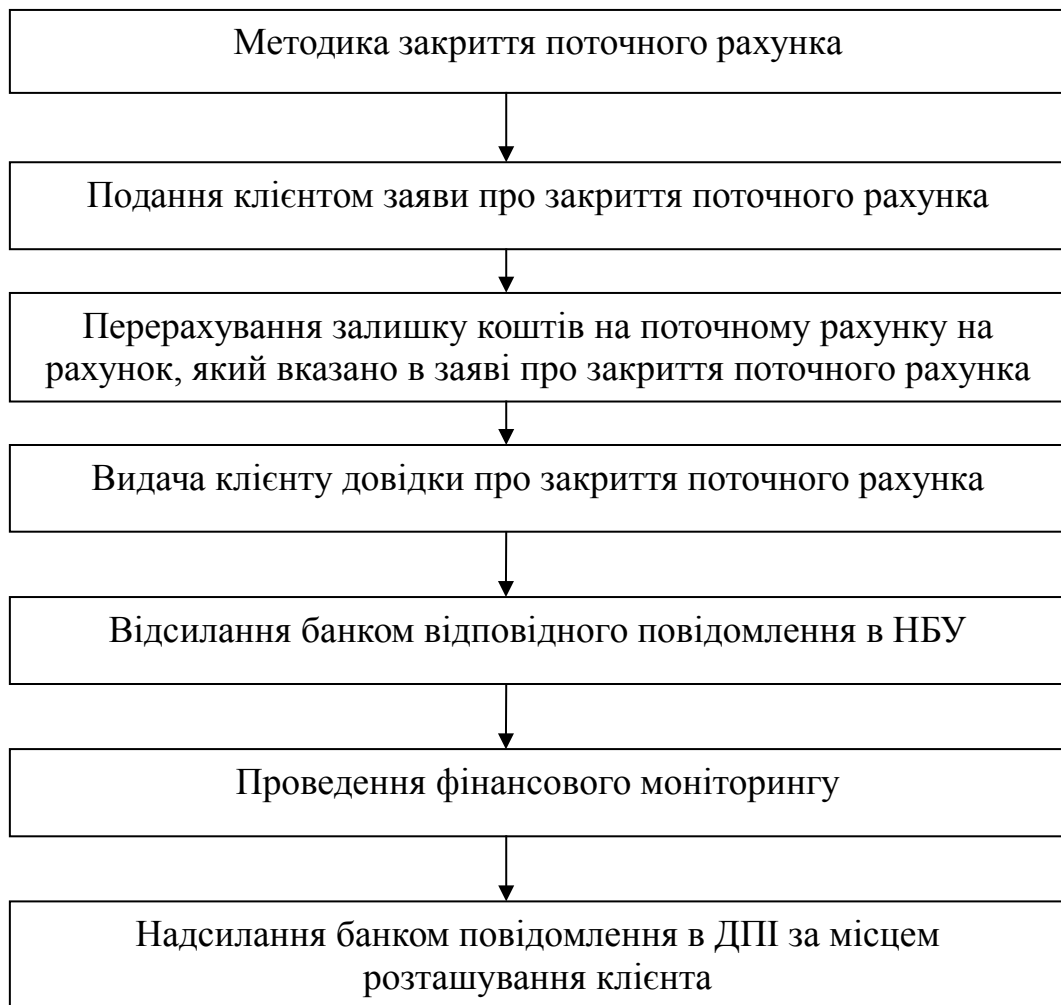 Методика закриття поточного рахунка
Подання клієнтом заяви про закриття поточного рахунка
Перерахування залишку коштів на поточному рахунку на
рахунок, який вказано в заяві про закриття поточного рахунка
Видача клієнту довідки про закриття поточного рахунка
Відсилання банком відповідного повідомлення в НБУ
Проведення фінансового моніторингу
Надсилання банком повідомлення в ДПІ за місцем
розташування клієнта